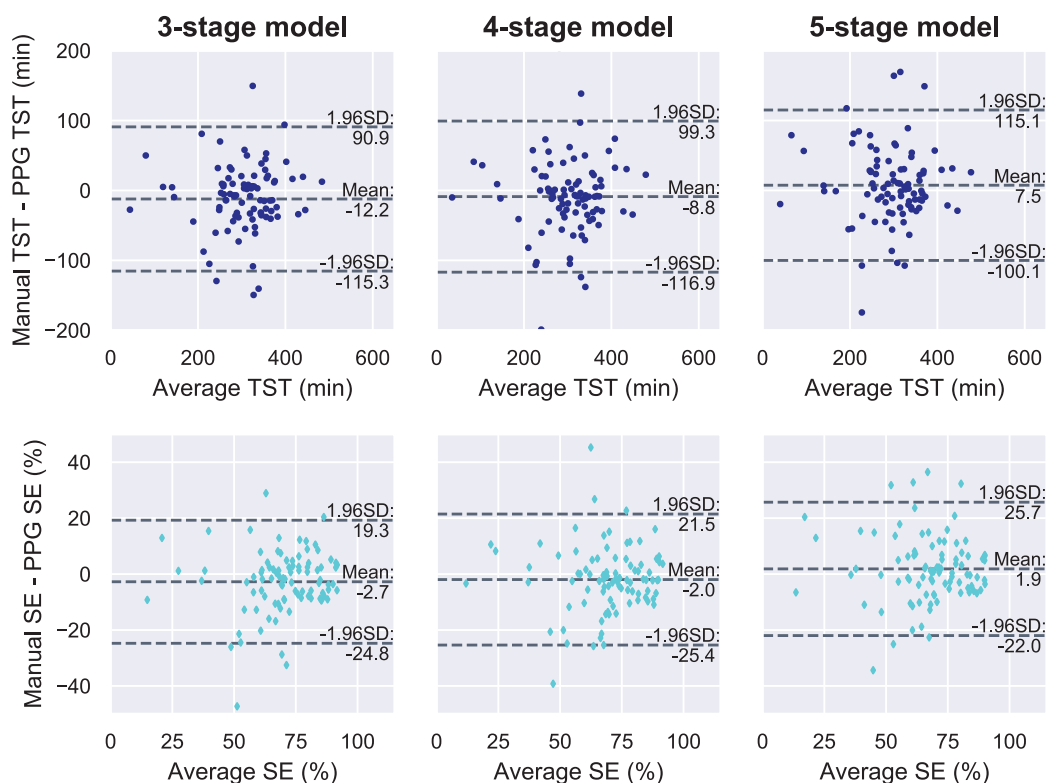 3-stage model 4-stage model 5-stage model
Manual TST - PPG TST (min)
200
100
0
−100
−200
1.96SD:
90.9
Mean:
-12.2
-1.96SD:
-115.3
1.96SD:
99.3
Mean:
-8.8
-1.96SD:
-116.9
1.96SD:
115.1
Mean:
7.5
-1.96SD:
-100.1
0 200 400 600 0 200 400 600 0 200 400 600
Average TST (min) Average TST (min) Average TST (min)
Manual SE - PPG SE (%)
40
20
0
−20
−40
1.96SD:
19.3
Mean:
-2.7
-1.96SD:
-24.8
1.96SD:
21.5
Mean:
-2.0
-1.96SD:
-25.4
1.96SD:
25.7
Mean:
1.9
-1.96SD:
-22.0
0 25 50 75 100 0 25 50 75 100 0 25 50 75 100
Average SE (%) Average SE (%) Average SE (%)